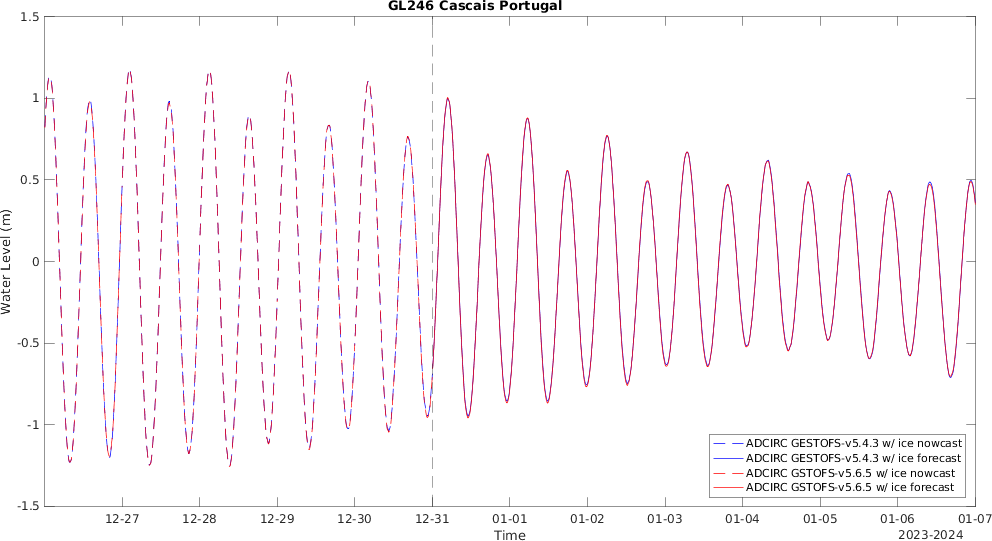 GL246 Cascais Portugal
1.5
1
0.5
0
-0.5
-1
-1.5
Water Level (m)
ADCIRC GESTOFS-v5.4.3 w/ ice nowcast
ADCIRC GESTOFS-v5.4.3 w/ ice forecast
ADCIRC GSTOFS-v5.6.5 w/ ice nowcast
ADCIRC GSTOFS-v5.6.5 w/ ice forecast
12-27 12-28 12-29 12-30 12-31 01-01 01-02 01-03 01-04 01-05 01-06 01-07
Time
2023-2024